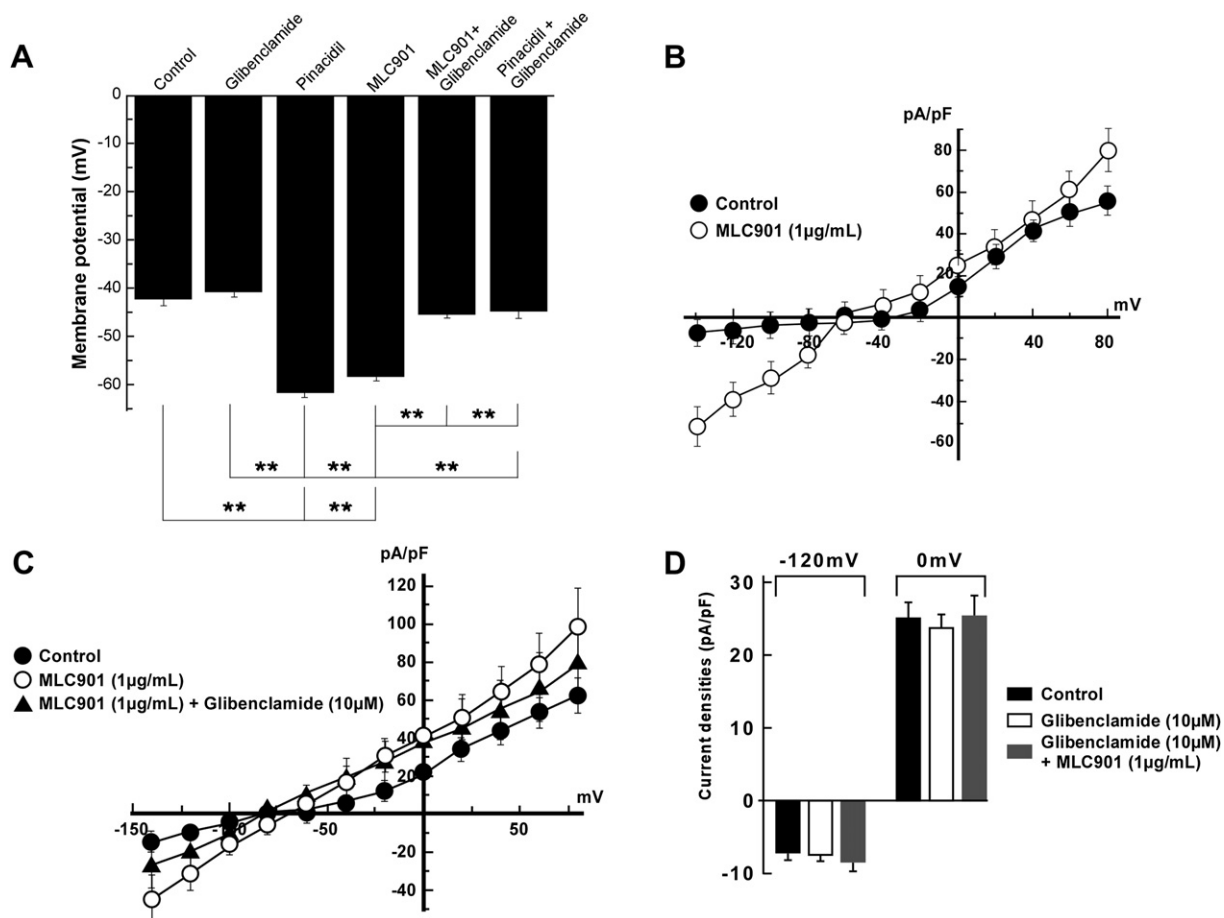 A
Control
Glibenclamide
Pinacidil
MLC901
MLC901+
Glibenclamide
Pinacidil +
Glibenclamide
Membrane potential (mV)
0
-10
-20
-30
-40
-50
-60
** **
** ** **
** **
B
pA/pF
Control
MLC901 (1µg/mL)
80
60
40
20
-20
-40
-60
-120
-80
-40
40
80
mV
C
pA/pF
Control
MLC901 (1µg/mL)
MLC901 (1µg/mL) + Glibenclamide (10µM)
120
100
80
60
40
20
-20
-40
-150
-100
-50
50
mV
D
-120mV
0mV
Current densities (pA/pF)
30
20
10
0
-10
Control
Glibenclamide (10µM)
Glibenclamide (10µM)
+ MLC901 (1µg/mL)